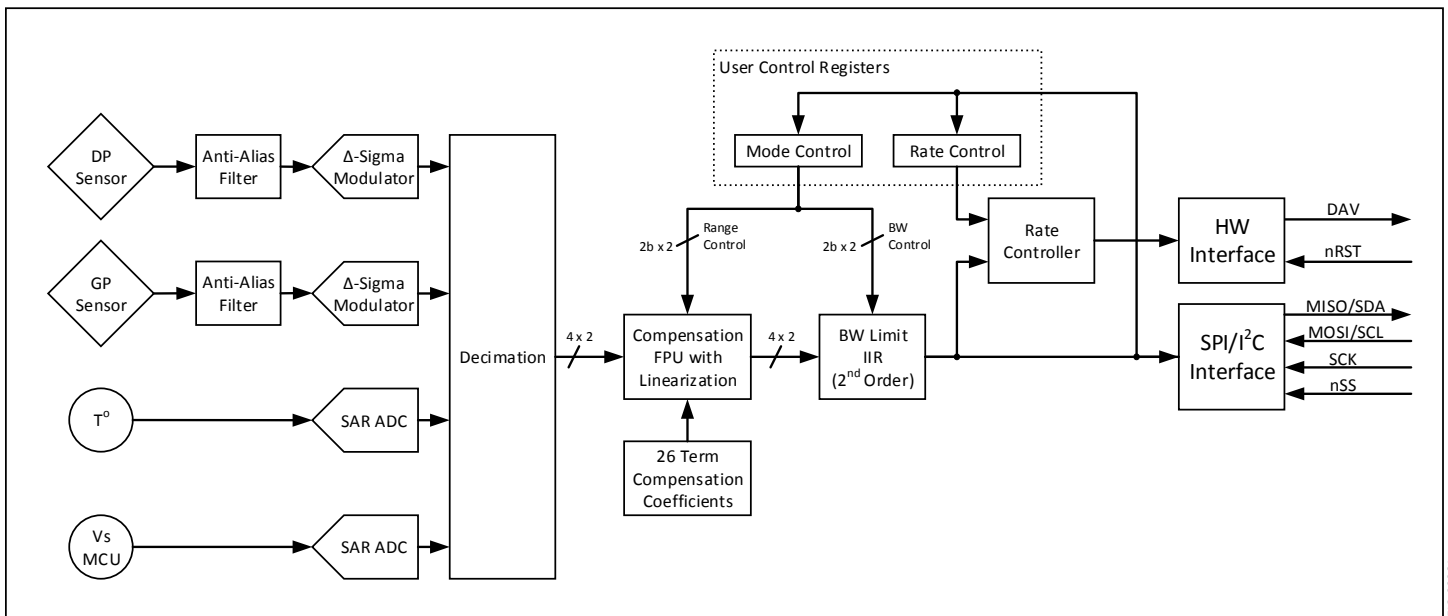 User Control Registers
Mode Control
Rate Control
DP
Sensor
Anti-Alias
Filter
Δ-Sigma
Modulator
GP
Sensor
Anti-Alias
Filter
Δ-Sigma
Modulator
T°
SAR ADC
Vs
MCU
SAR ADC
Decimation
4 x 2
2b x 2
Range
Control
2b x 2
BW
Control
Compensation
FPU with
Linearization
4 x 2
BW Limit
IIR
(2nd Order)
26 Term
Compensation
Coefficients
Rate
Controller
HW
Interface
DAV
nRST
SPI/I²C
Interface
MISO/SDA
MOSI/SCL
SCK
nSS